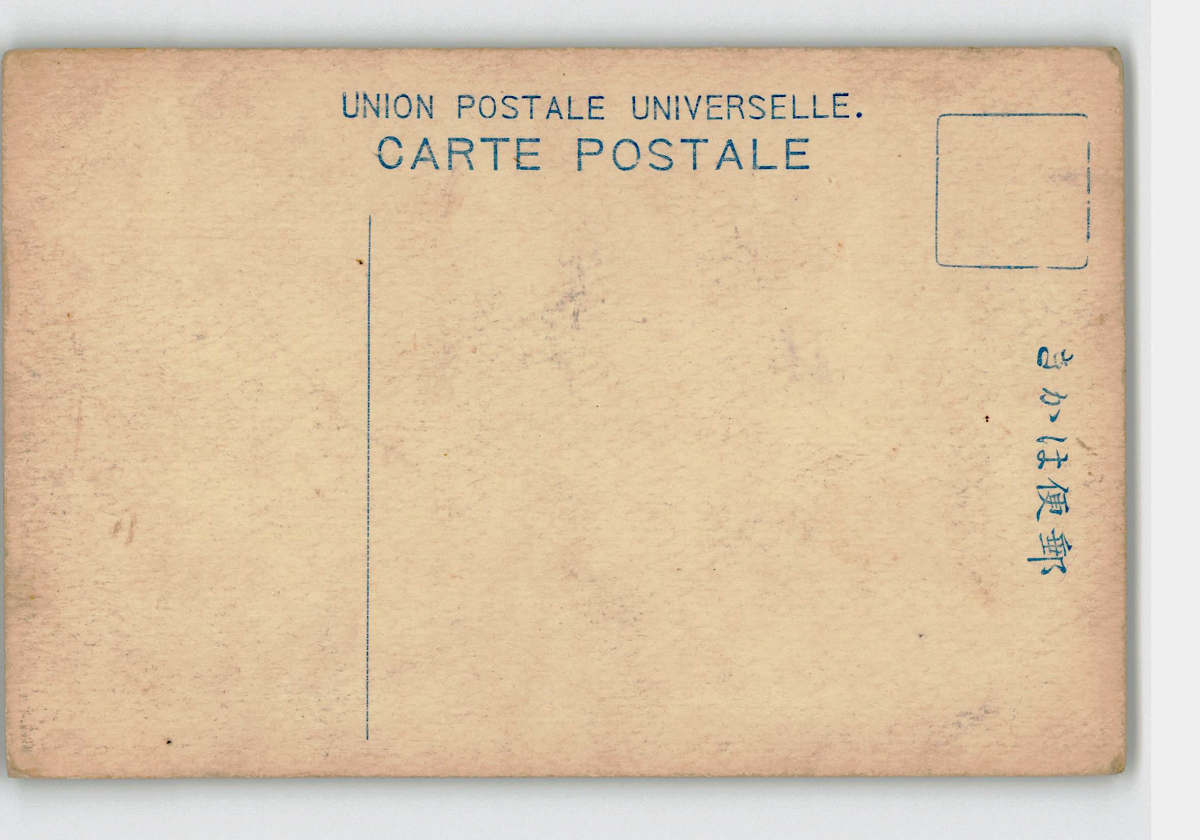 UNION POSTALE UNIVERSELLE.
CARTE POSTALE
郵便はかき